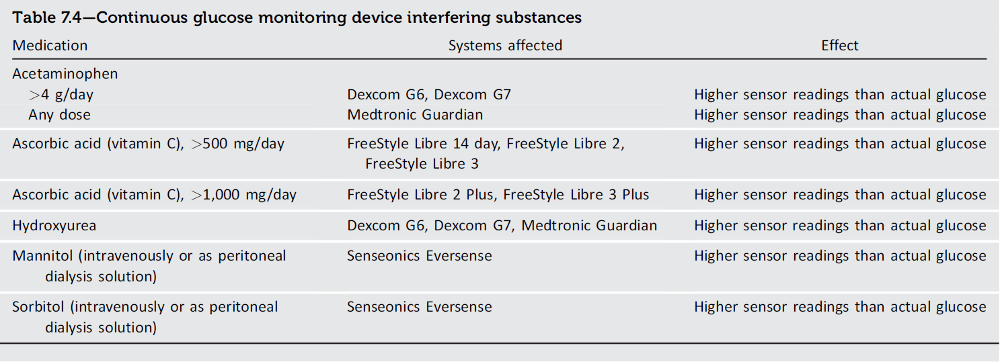 Table 7.4—Continuous glucose monitoring device interfering substances
Medication Systems affected Effect
Acetaminophen
>4 g/day Dexcom G6, Dexcom G7 Higher sensor readings than actual glucose
Any dose Medtronic Guardian Higher sensor readings than actual glucose
Ascorbic acid (vitamin C), >500 mg/day FreeStyle Libre 14 day, FreeStyle Libre 2, Higher sensor readings than actual glucose
FreeStyle Libre 3
Ascorbic acid (vitamin C), >1,000 mg/day FreeStyle Libre 2 Plus, FreeStyle Libre 3 Plus Higher sensor readings than actual glucose
Hydroxyurea Dexcom G6, Dexcom G7, Medtronic Guardian Higher sensor readings than actual glucose
Mannitol (intravenously or as peritoneal Senseonics Eversense Higher sensor readings than actual glucose
dialysis solution)
Sorbitol (intravenously or as peritoneal Senseonics Eversense Higher sensor readings than actual glucose
dialysis solution)